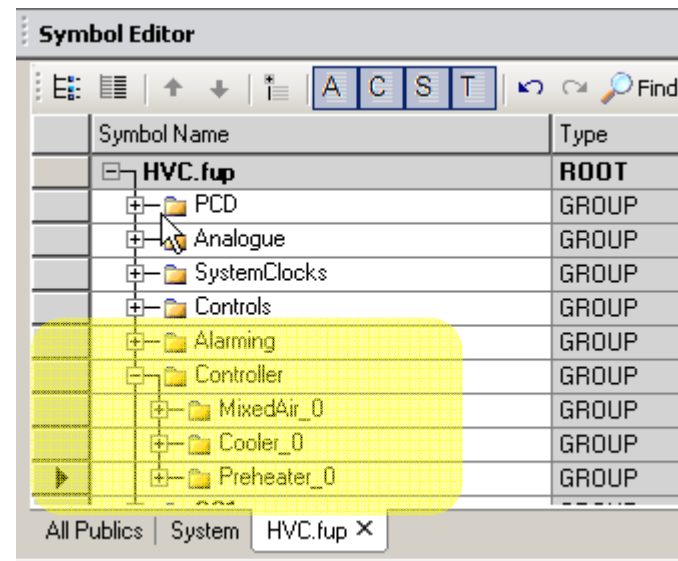 Symbol Editor
A C S T Find
Symbol Name Type
HVC.fup ROOT
PCD GROUP
Analogue GROUP
SystemClocks GROUP
Controls GROUP
Alarming GROUP
Controller GROUP
MixedAir_0 GROUP
Cooler_0 GROUP
Preheater_0 GROUP
All Publics System HVC.fup